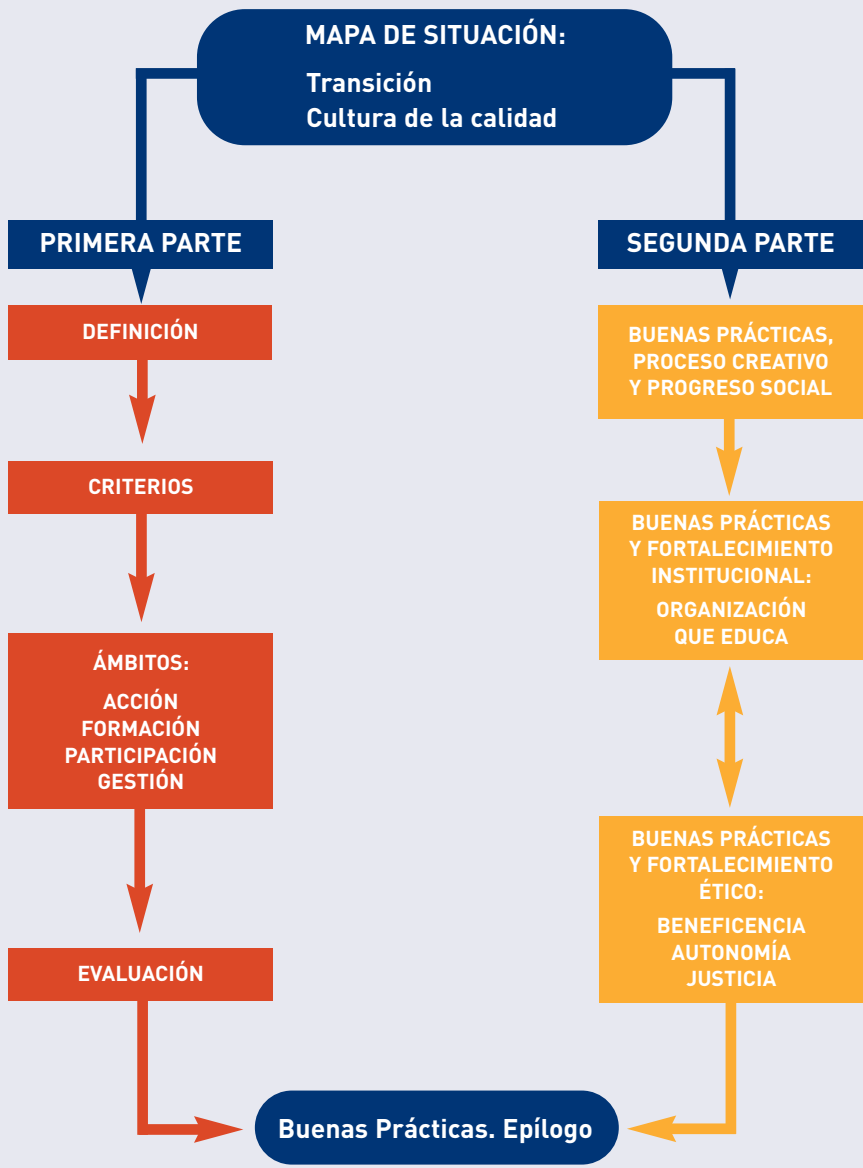 MAPA DE SITUACIÓN:
Transición
Cultura de la calidad
PRIMERA PARTE
DEFINICIÓN
CRITERIOS
ÁMBITOS:
ACCIÓN
FORMACIÓN
PARTICIPACIÓN
GESTIÓN
EVALUACIÓN
SEGUNDA PARTE
BUENAS PRÁCTICAS,
PROCESO CREATIVO
Y PROGRESO SOCIAL
BUENAS PRÁCTICAS
Y FORTALECIMIENTO
INSTITUCIONAL:
ORGANIZACIÓN
QUE EDUCA
BUENAS PRÁCTICAS
Y FORTALECIMIENTO
ÉTICO:
BENEFICENCIA
AUTONOMÍA
JUSTICIA
Buenas Prácticas. Epílogo